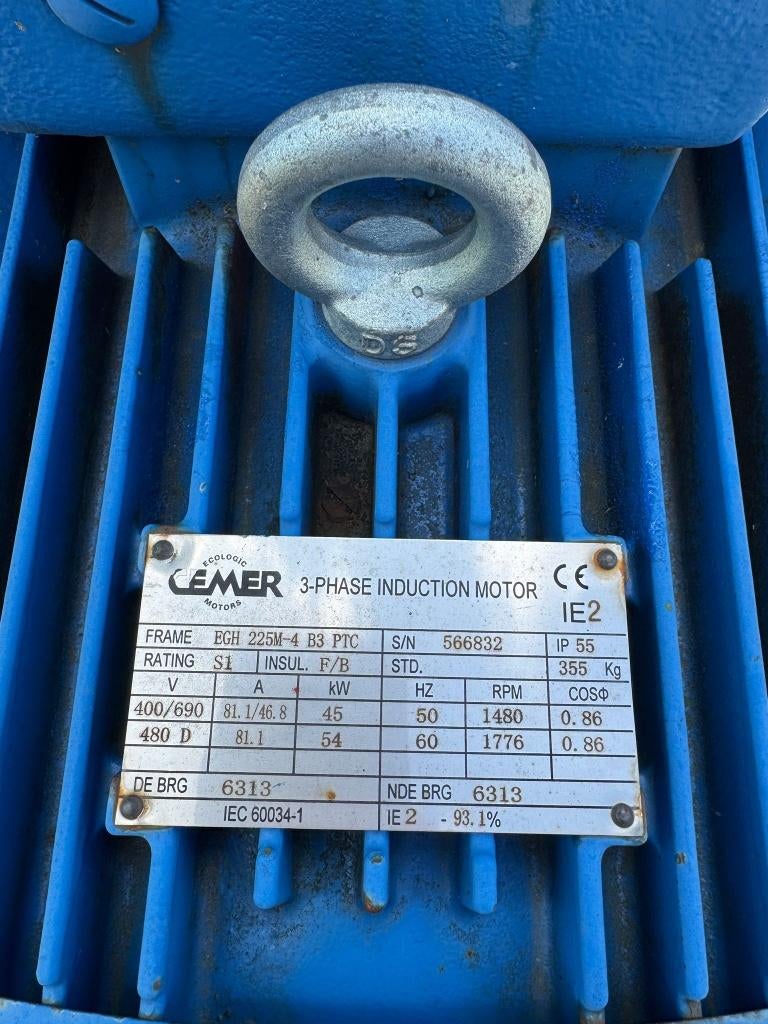 D
ECOLOGIC
CEMER
MOTORS
3-PHASE INDUCTION MOTOR
CE
IE2
FRAME EGH 225M-4 B3 PTC S/N 566832 IP 55
RATING S1 INSUL. F/B STD. 355 Kg
V A kW HZ RPM COSΦ
400/690 81.1/46.8 45 50 1480 0.86
480 D 81.1 54 60 1776 0.86
DE BRG 6313 NDE BRG 6313
IEC 60034-1 IE 2 - 93.1%